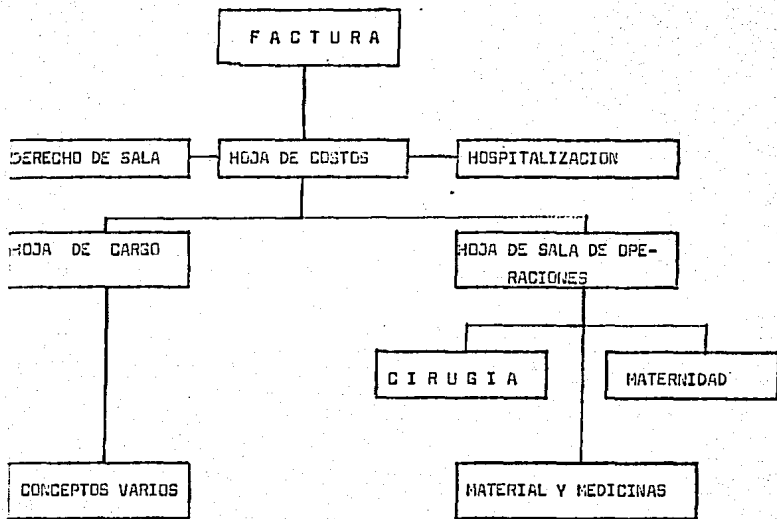 F A C T U R A
DERECHO DE SALA
HOJA DE COSTOS
HOSPITALIZACION
HOJA DE CARGO
HOJA DE SALA DE OPE-
RACIONES
C I R U G I A
MATERNIDAD
CONCEPTOS VARIOS
MATERIAL Y MEDICINAS